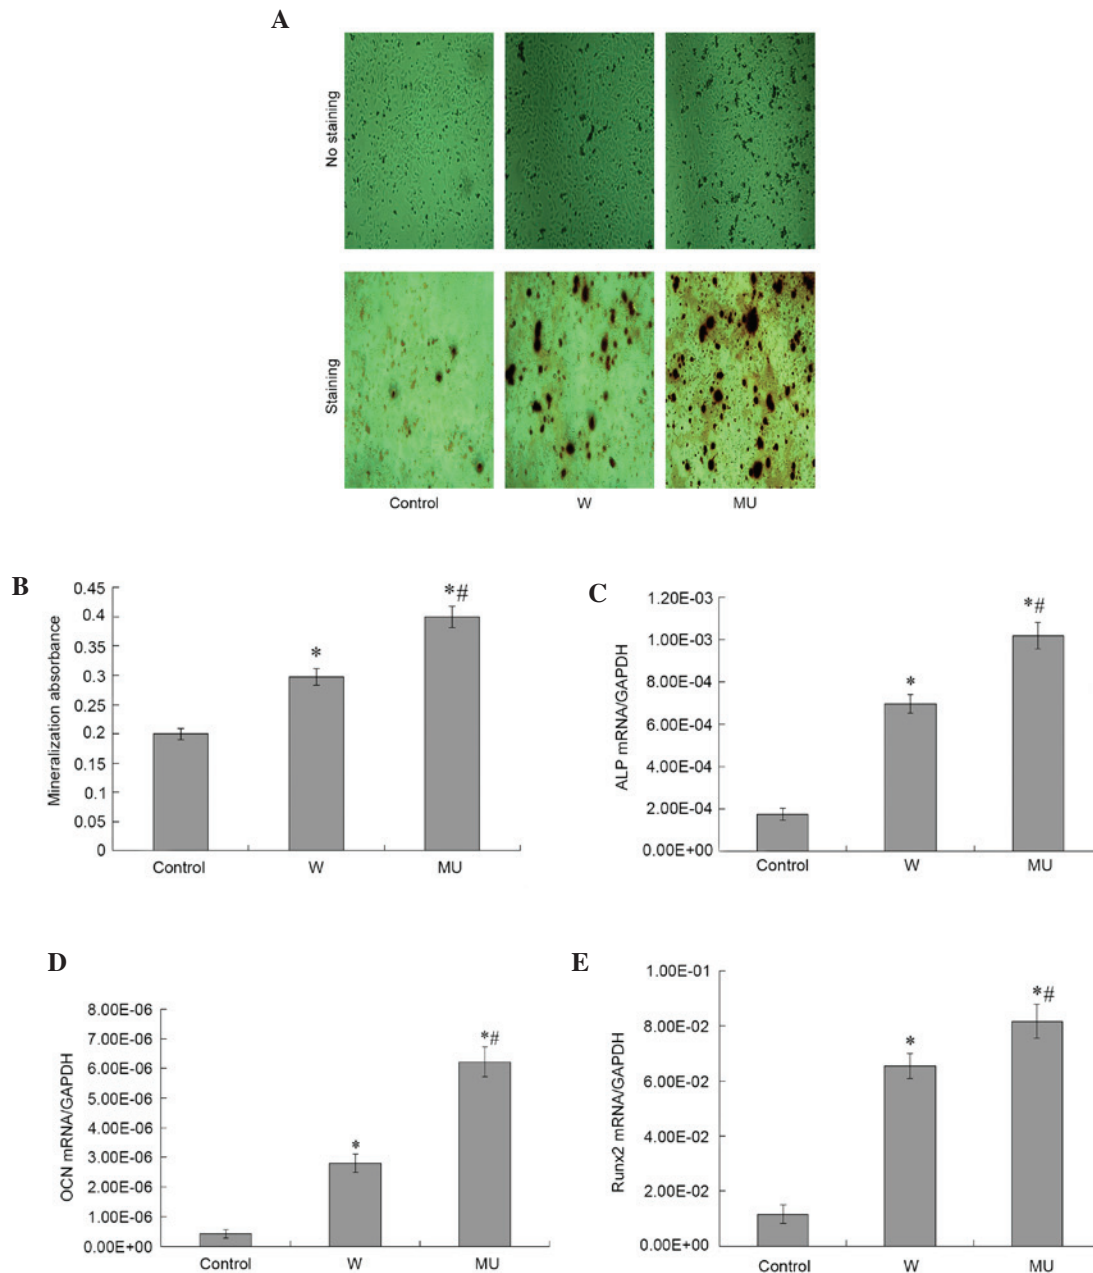 A
No staining
Staining
Control W MU
B
Mineralization absorbance
0.45
0.4
0.35
0.3
0.25
0.2
0.15
0.1
0.05
0
*
*#
Control W MU
C
ALP mRNA/GAPDH
1.20E-03
1.00E-03
8.00E-04
6.00E-04
4.00E-04
2.00E-04
0.00E+00
*
*#
Control W MU
D
OCN mRNA/GAPDH
8.00E-06
7.00E-06
6.00E-06
5.00E-06
4.00E-06
3.00E-06
2.00E-06
1.00E-06
0.00E+00
*
*#
Control W MU
E
Runx2 mRNA/GAPDH
1.00E-01
8.00E-02
6.00E-02
4.00E-02
2.00E-02
0.00E+00
*
*#
Control W MU